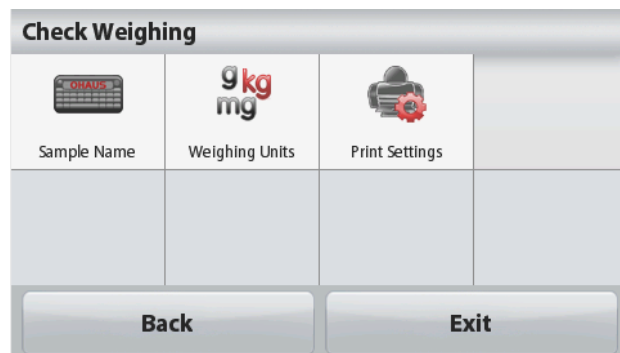 Check Weighing
OHAUS
g kg
mg
Sample Name
Weighing Units
Print Settings
Back
Exit